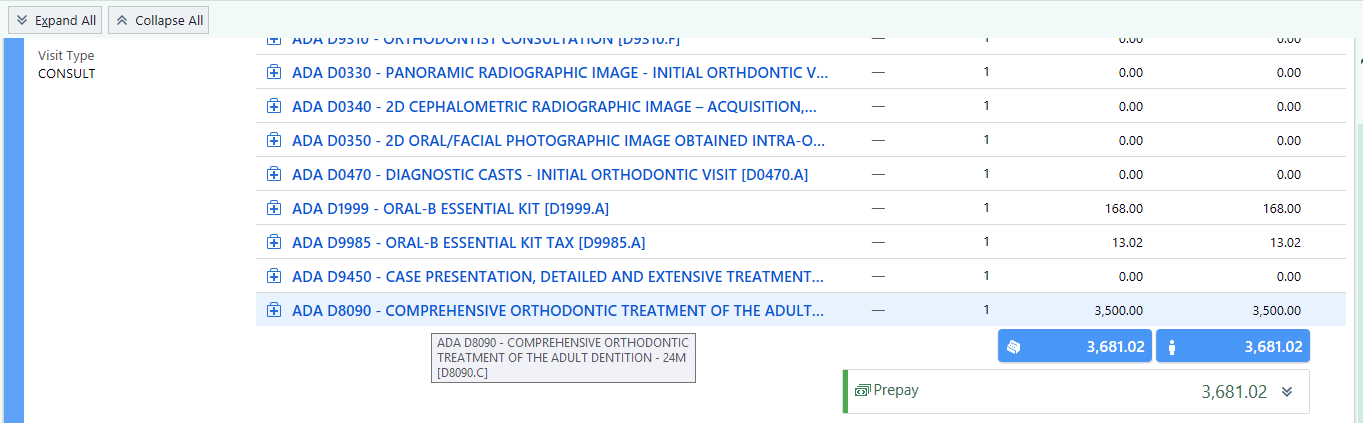 Expand All Collapse All
Visit Type
CONSULT
ADA D9310 - ORTHODONTIST CONSULTATION [D9310.F] — 1 0.00 0.00
ADA D0330 - PANORAMIC RADIOGRAPHIC IMAGE - INITIAL ORTHDONTIC V... — 1 0.00 0.00
ADA D0340 - 2D CEPHALOMETRIC RADIOGRAPHIC IMAGE – ACQUISITION,... — 1 0.00 0.00
ADA D0350 - 2D ORAL/FACIAL PHOTOGRAPHIC IMAGE OBTAINED INTRA-O... — 1 0.00 0.00
ADA D0470 - DIAGNOSTIC CASTS - INITIAL ORTHODONTIC VISIT [D0470.A] — 1 0.00 0.00
ADA D1999 - ORAL-B ESSENTIAL KIT [D1999.A] — 1 168.00 168.00
ADA D9985 - ORAL-B ESSENTIAL KIT TAX [D9985.A] — 1 13.02 13.02
ADA D9450 - CASE PRESENTATION, DETAILED AND EXTENSIVE TREATMENT... — 1 0.00 0.00
ADA D8090 - COMPREHENSIVE ORTHODONTIC TREATMENT OF THE ADULT... — 1 3,500.00 3,500.00
ADA D8090 - COMPREHENSIVE ORTHODONTIC
TREATMENT OF THE ADULT DENTITION - 24M
[D8090.C]
3,681.02 3,681.02
Prepay 3,681.02